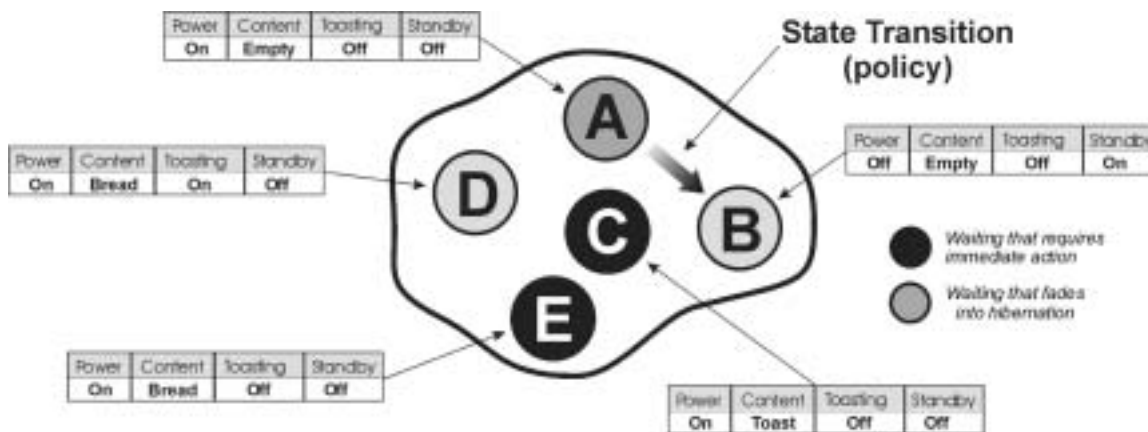 Power Content Toasting Standby
On Empty Off Off
State Transition
(policy)
A
Power Content Toasting Standby
Off Empty Off On
Power Content Toasting Standby
On Bread On Off
D
C
B
Waiting that requires
immediate action
Waiting that fades
into hibernation
E
Power Content Toasting Standby
On Bread Off Off
Power Content Toasting Standby
On Toast Off Off